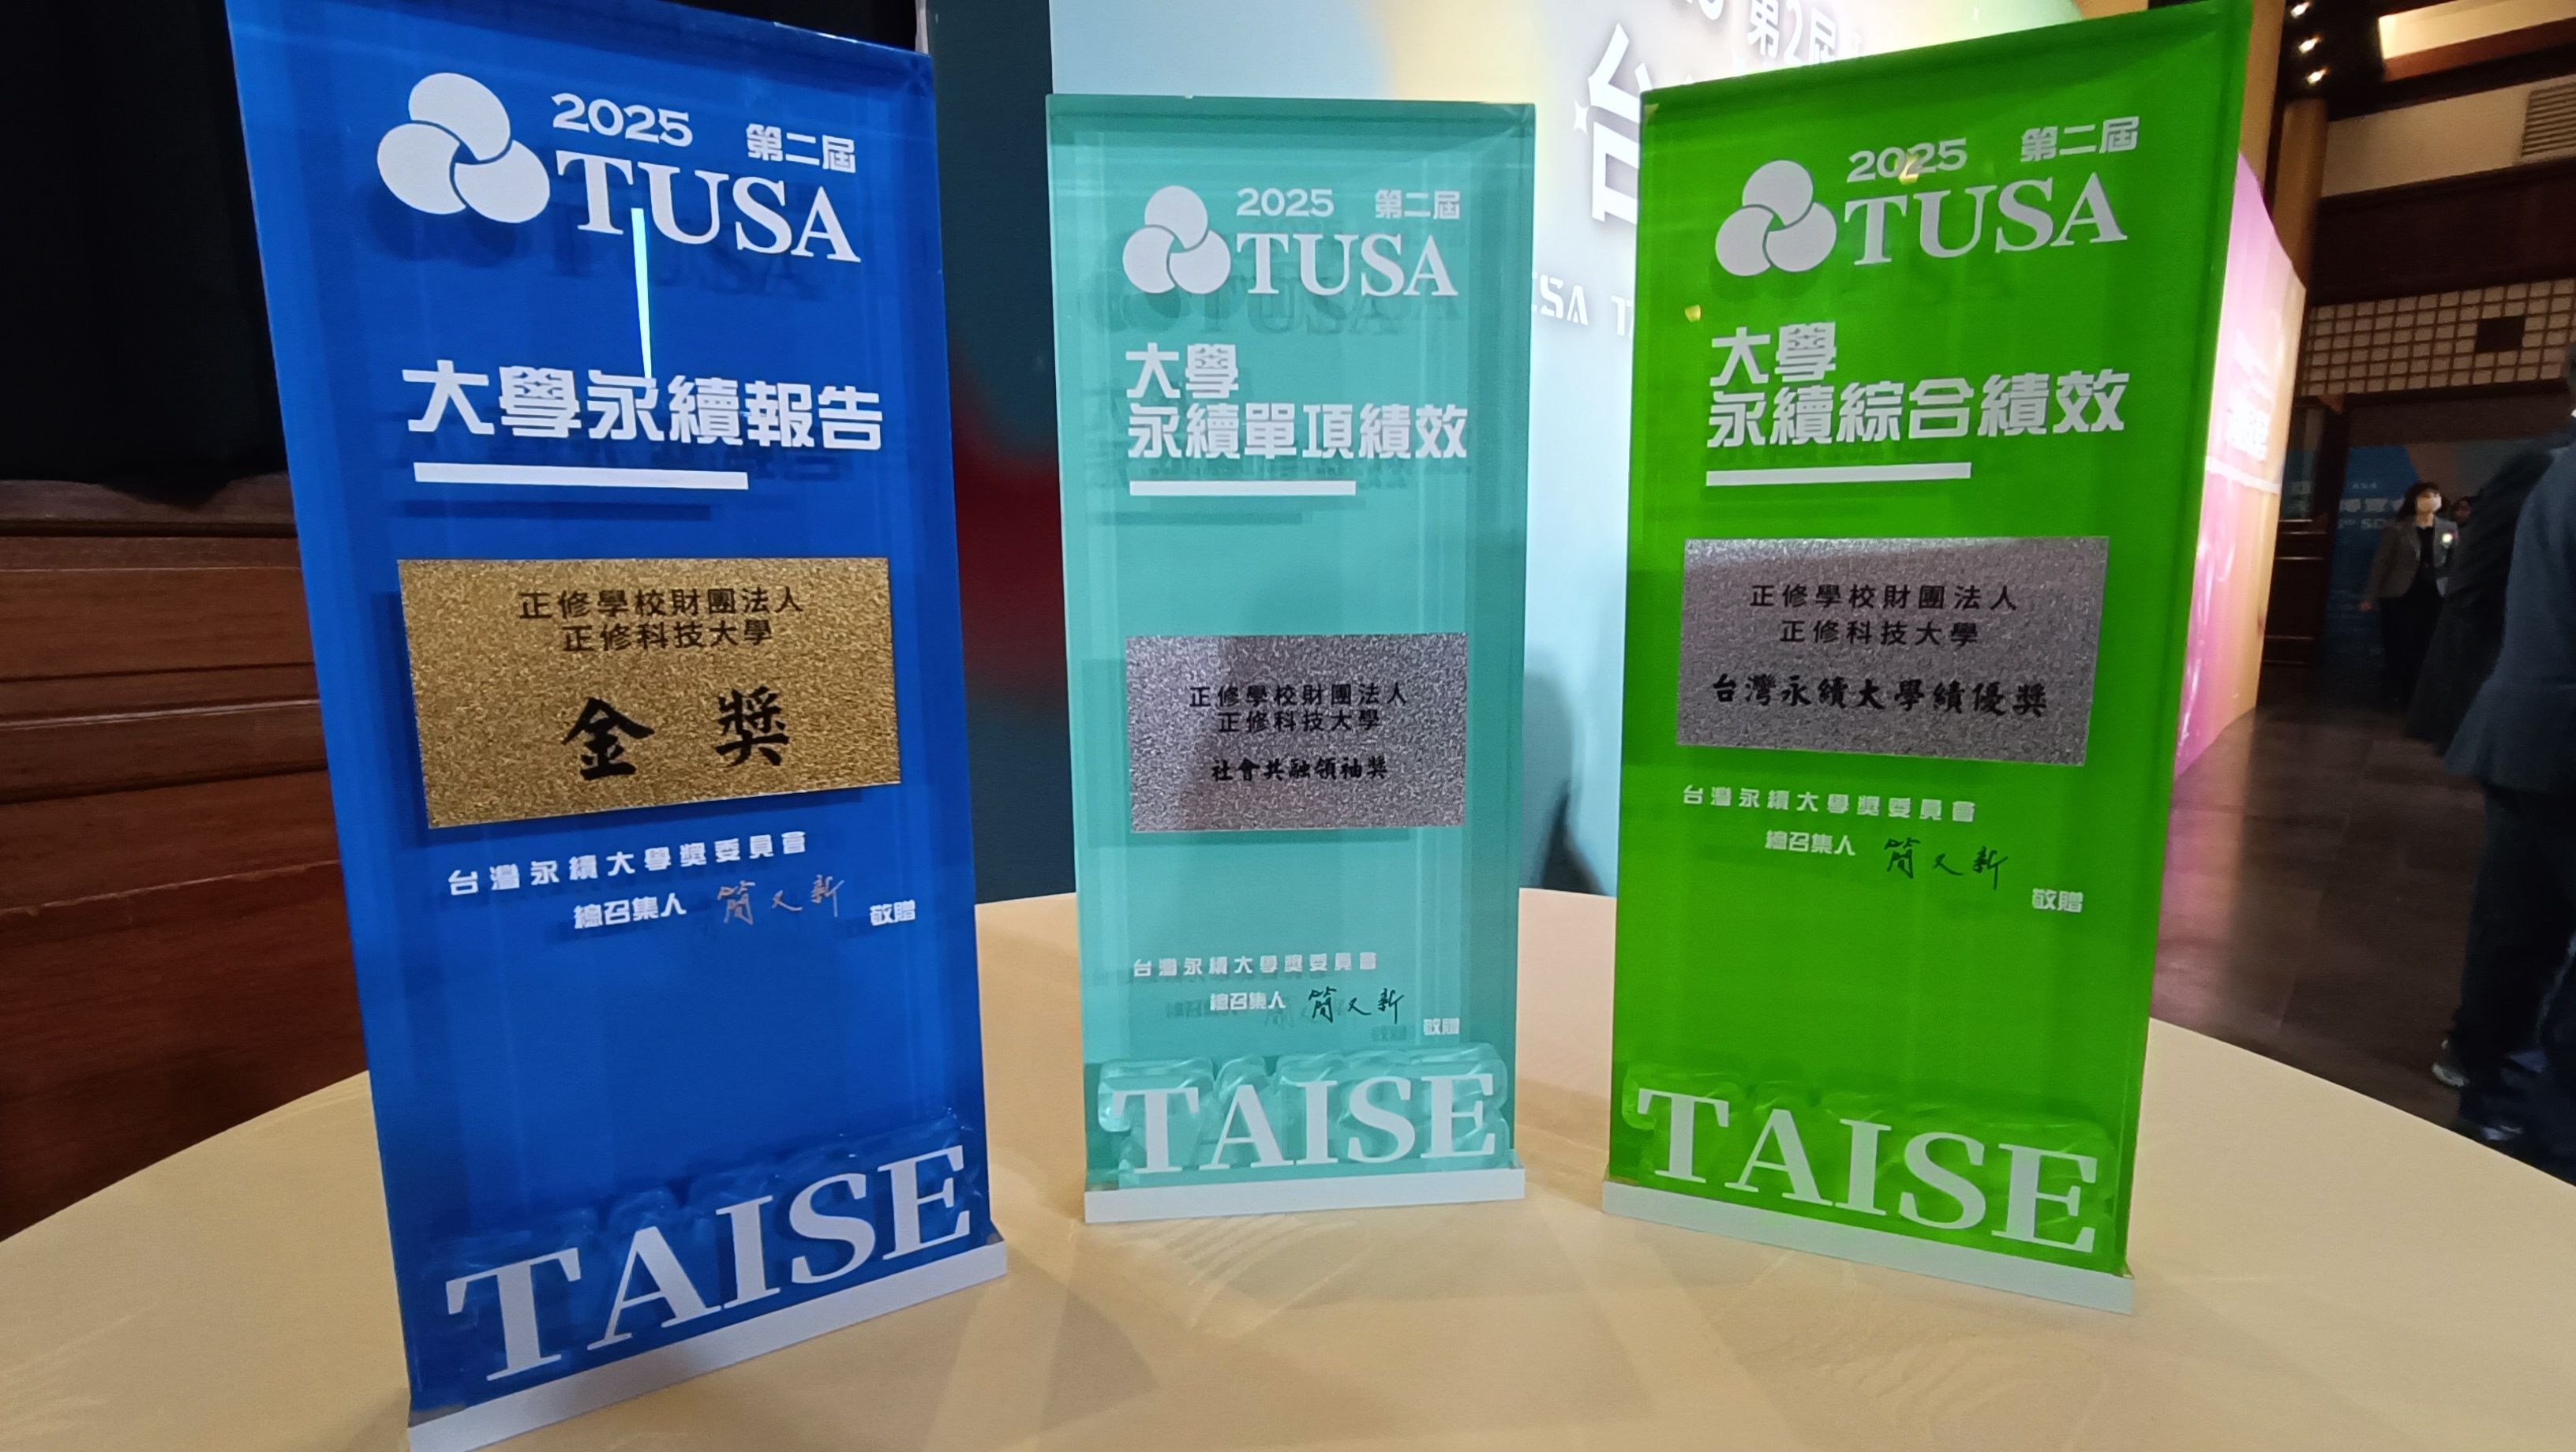 2025 第二屆
TUSA
大學永續報告
正修學校財團法人
正修科技大學
金獎
台灣永續大學獎委員會
總召集人 簡又新
敬贈
TAISE
2025 第二屆
TUSA
大學
永續單項績效
正修學校財團法人
正修科技大學
社會共融領袖獎
台灣永續大學獎委員會
總召集人 簡又新
敬贈
TAISE
2025 第二屆
TUSA
大學
永續綜合績效
正修學校財團法人
正修科技大學
台灣永續大學績優獎
台灣永續大學獎委員會
總召集人 簡又新
敬贈
TAISE
第2屆
台